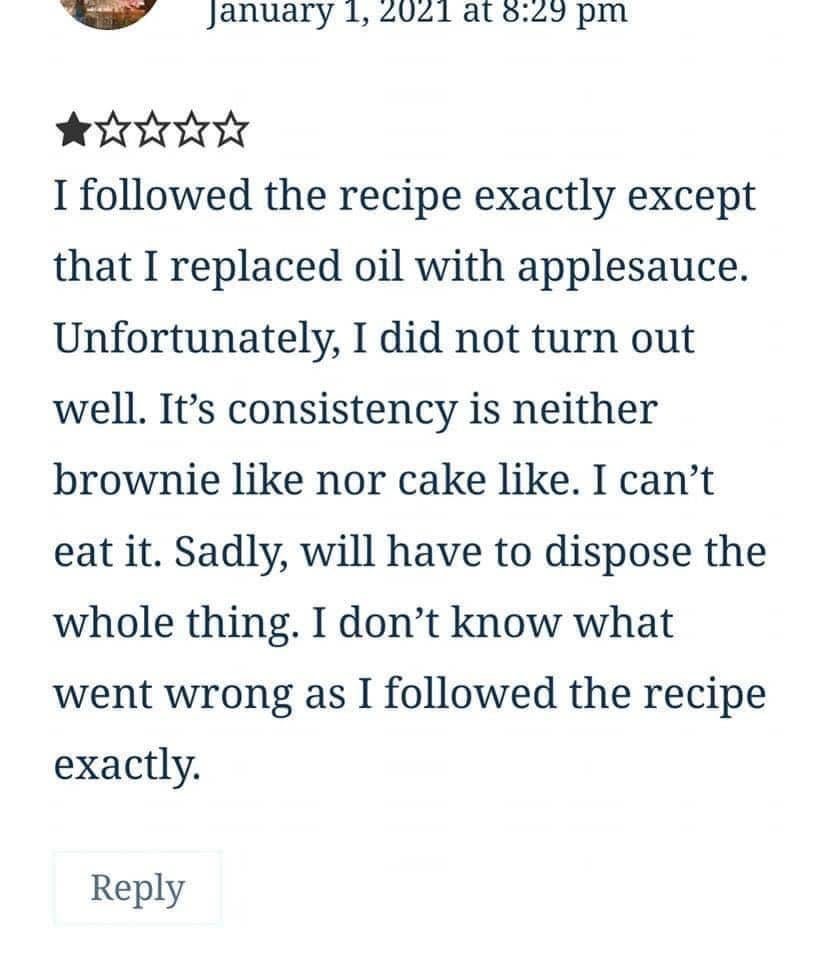 January 1, 2021 at 8:29 pm
I followed the recipe exactly except
that I replaced oil with applesauce.
Unfortunately, I did not turn out
well. It’s consistency is neither
brownie like nor cake like. I can’t
eat it. Sadly, will have to dispose the
whole thing. I don’t know what
went wrong as I followed the recipe
exactly.
Reply